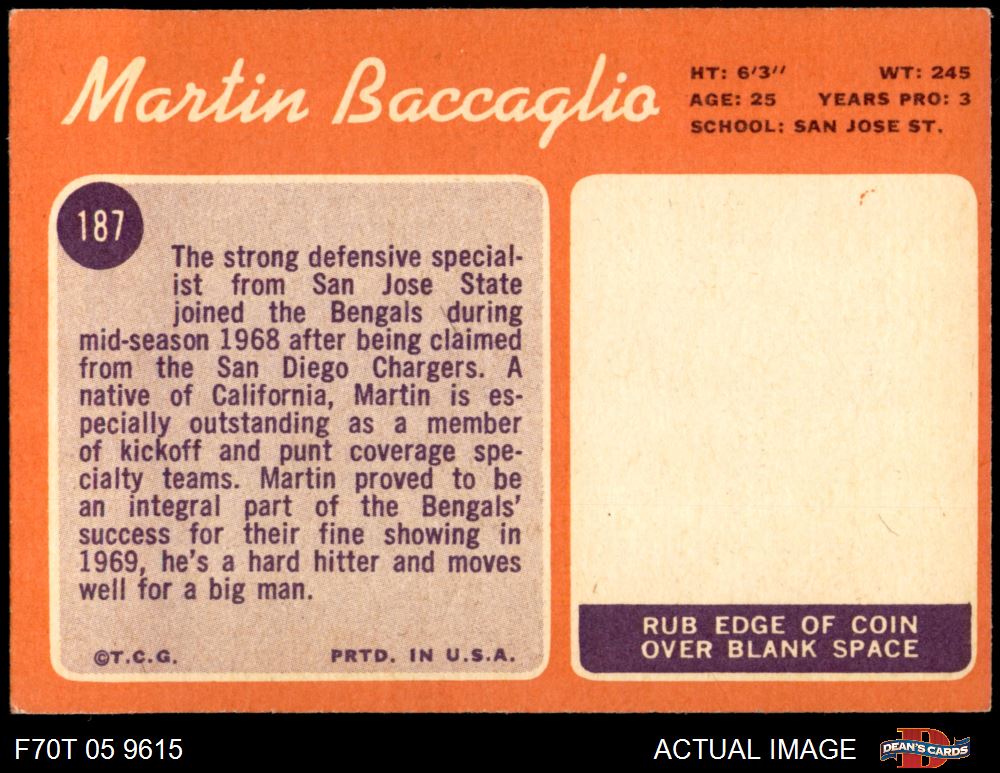 Martin Baccaglio
HT: 6'3'' WT: 245
AGE: 25 YEARS PRO: 3
SCHOOL: SAN JOSE ST.
187
The strong defensive special-
ist from San Jose State
joined the Bengals during
mid-season 1968 after being claimed
from the San Diego Chargers. A
native of California, Martin is es-
pecially outstanding as a member
of kickoff and punt coverage spe-
cialty teams. Martin proved to be
an integral part of the Bengals'
success for their fine showing in
1969, he's a hard hitter and moves
well for a big man.
©T.C.G. PRTD. IN U.S.A.
RUB EDGE OF COIN
OVER BLANK SPACE
F70T 05 9615
ACTUAL IMAGE
D
DEAN'S CARDS